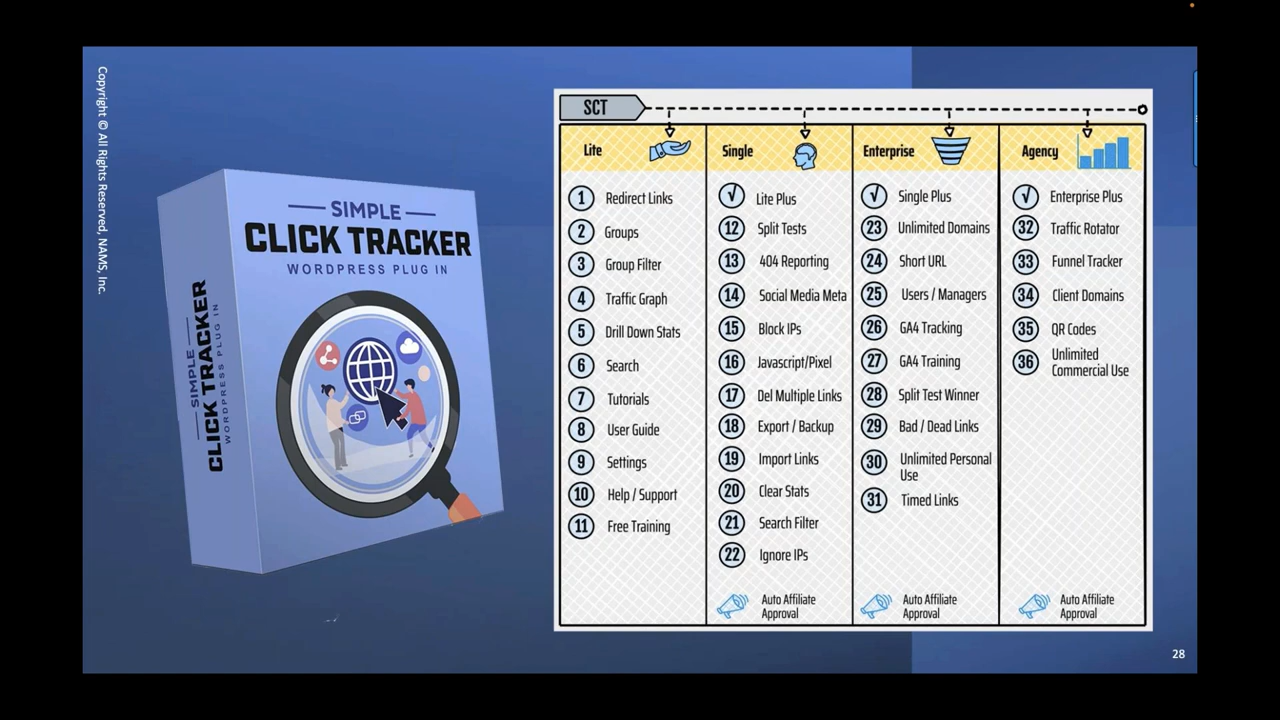 Copyright © All Rights Reserved, NAMS, Inc.
SIMPLE
CLICK TRACKER
WORDPRESS PLUG IN
SIMPLE
CLICK TRACKER
WORDPRESS PLUG IN
SCT
Lite
1 Redirect Links
2 Groups
3 Group Filter
4 Traffic Graph
5 Drill Down Stats
6 Search
7 Tutorials
8 User Guide
9 Settings
10 Help / Support
11 Free Training
Single
√ Lite Plus
12 Split Tests
13 404 Reporting
14 Social Media Meta
15 Block IPs
16 Javascript/Pixel
17 Del Multiple Links
18 Export / Backup
19 Import Links
20 Clear Stats
21 Search Filter
22 Ignore IPs
Auto Affiliate
Approval
Enterprise
√ Single Plus
23 Unlimited Domains
24 Short URL
25 Users / Managers
26 GA4 Tracking
27 GA4 Training
28 Split Test Winner
29 Bad / Dead Links
30 Unlimited Personal
Use
31 Timed Links
Auto Affiliate
Approval
Agency
√ Enterprise Plus
32 Traffic Rotator
33 Funnel Tracker
34 Client Domains
35 QR Codes
36 Unlimited
Commercial Use
Auto Affiliate
Approval
28